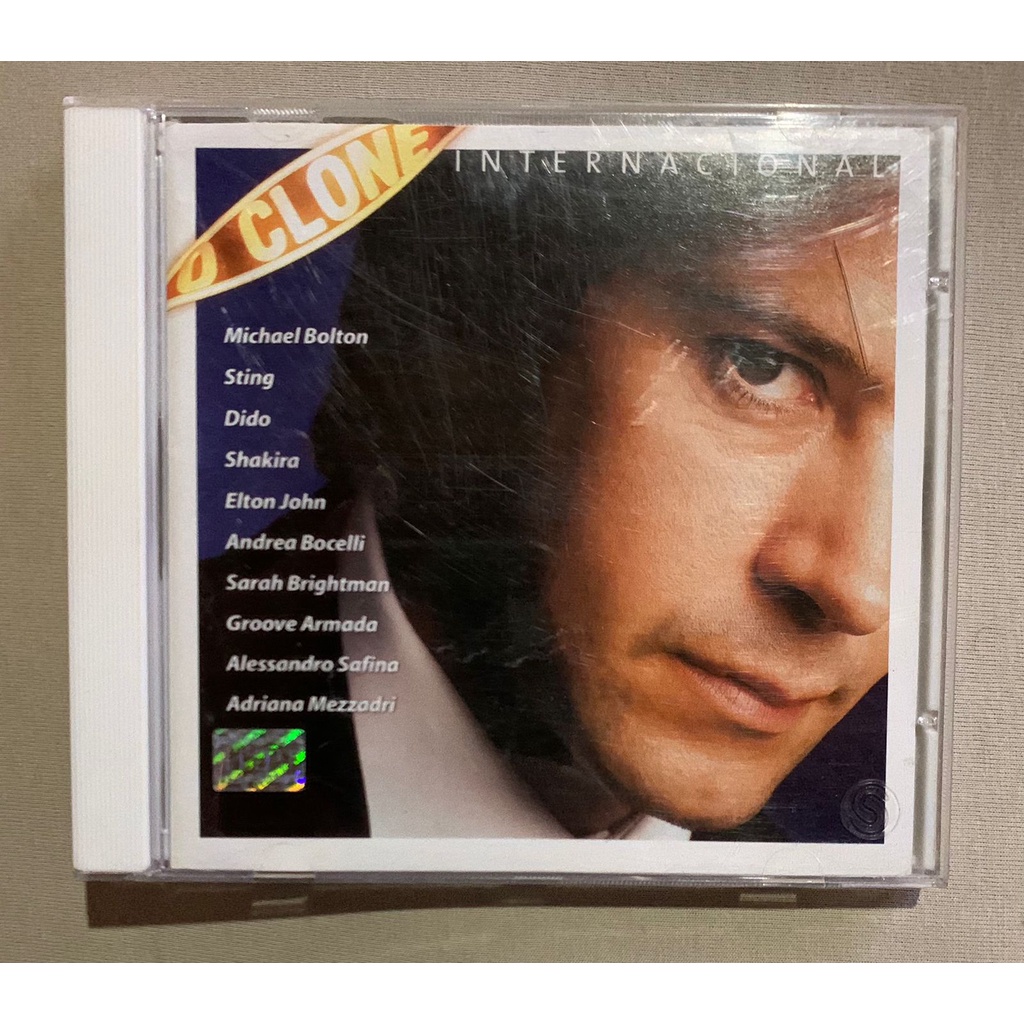 O CLONE
INTERNACIONAL
Michael Bolton
Sting
Dido
Shakira
Elton John
Andrea Bocelli
Sarah Brightman
Groove Armada
Alessandro Safina
Adriana Mezzadri